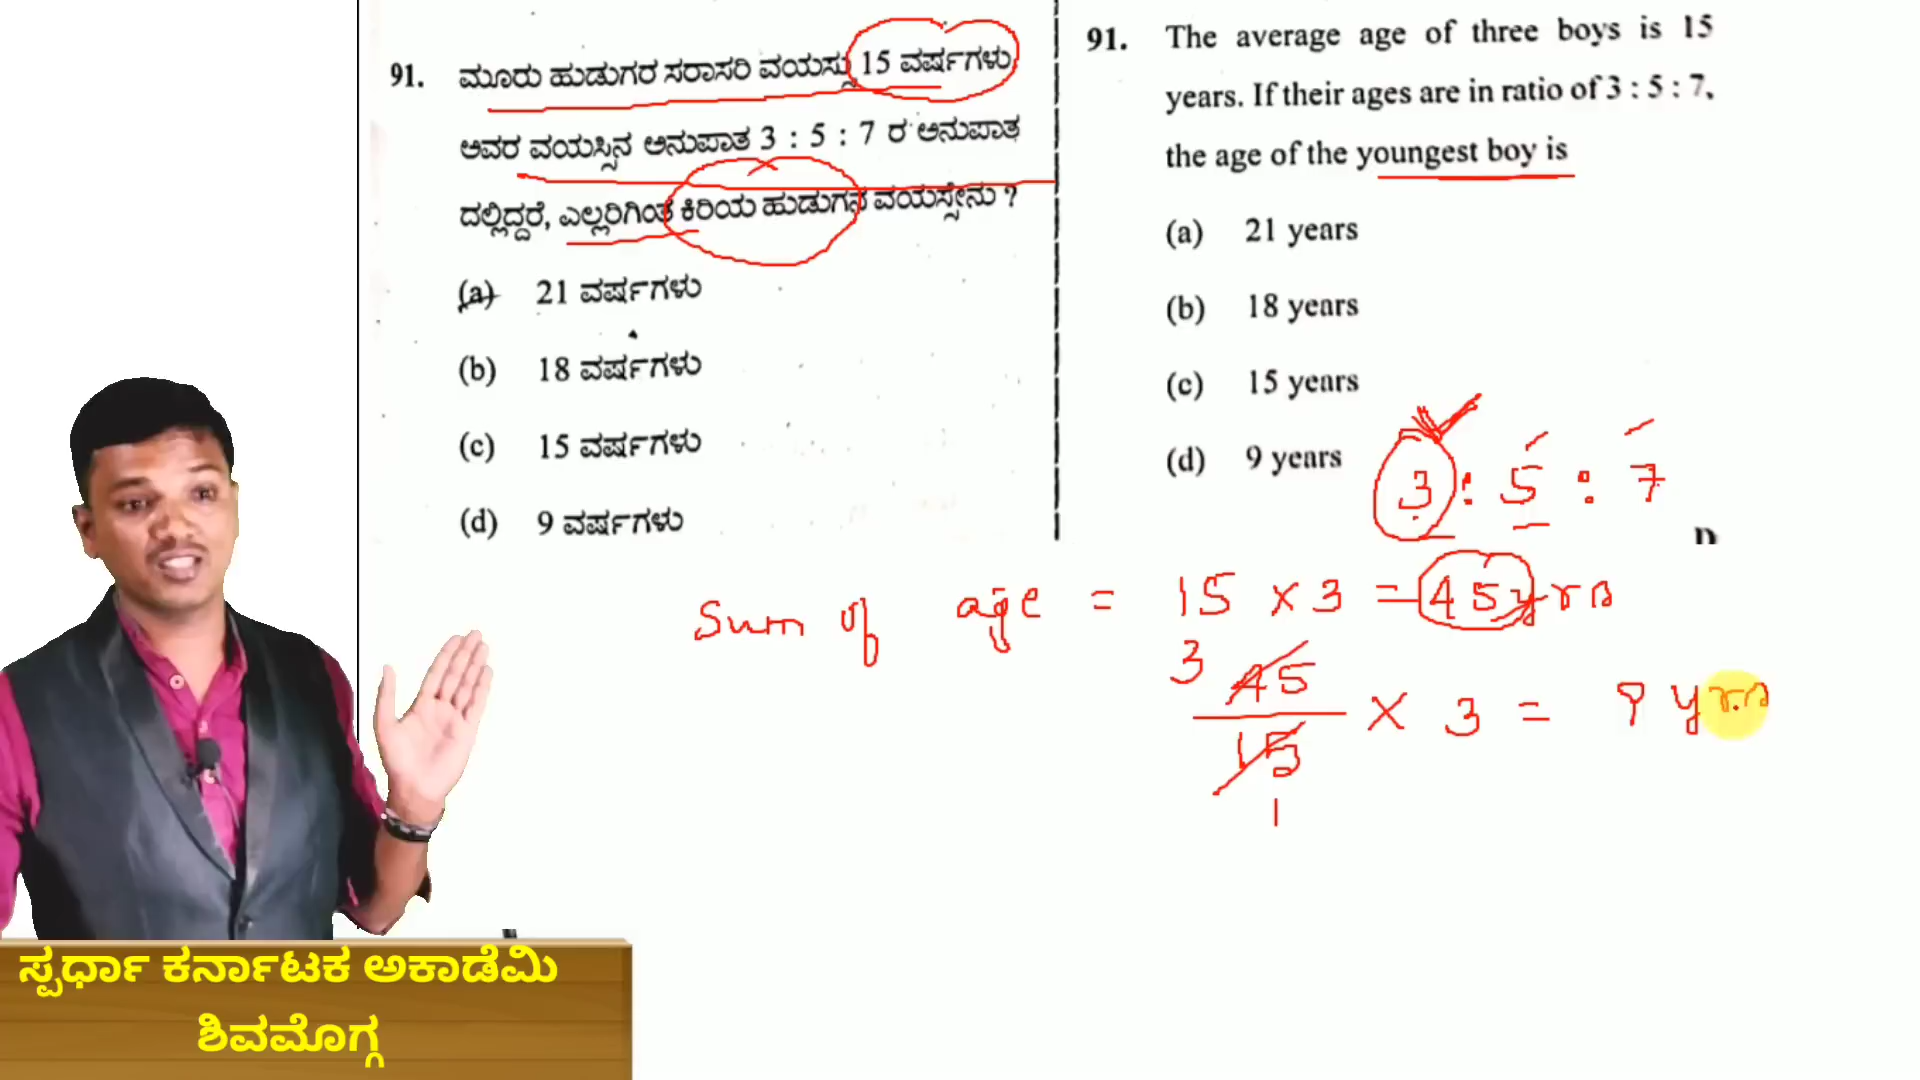 91. ಮೂರು ಹುಡುಗರ ಸರಾಸರಿ ವಯಸ್ಸು 15 ವರ್ಷಗಳು
ಅವರ ವಯಸ್ಸಿನ ಅನುಪಾತ 3 : 5 : 7 ರ ಅನುಪಾತ
ದಲ್ಲಿದ್ದರೆ, ಎಲ್ಲರಿಗಿಂತ ಕಿರಿಯ ಹುಡುಗನ ವಯಸ್ಸೇನು ?
(a) 21 ವರ್ಷಗಳು
(b) 18 ವರ್ಷಗಳು
(c) 15 ವರ್ಷಗಳು
(d) 9 ವರ್ಷಗಳು
91. The average age of three boys is 15
years. If their ages are in ratio of 3 : 5 : 7,
the age of the youngest boy is
(a) 21 years
(b) 18 years
(c) 15 years
(d) 9 years
3 : 5 : 7
D
Sum of age = 15 × 3 = 45 yrs
3
45
15 × 3 = 9 yrs
1
ಸ್ಪರ್ಧಾ ಕರ್ನಾಟಕ ಅಕಾಡೆಮಿ
ಶಿವಮೊಗ್ಗ